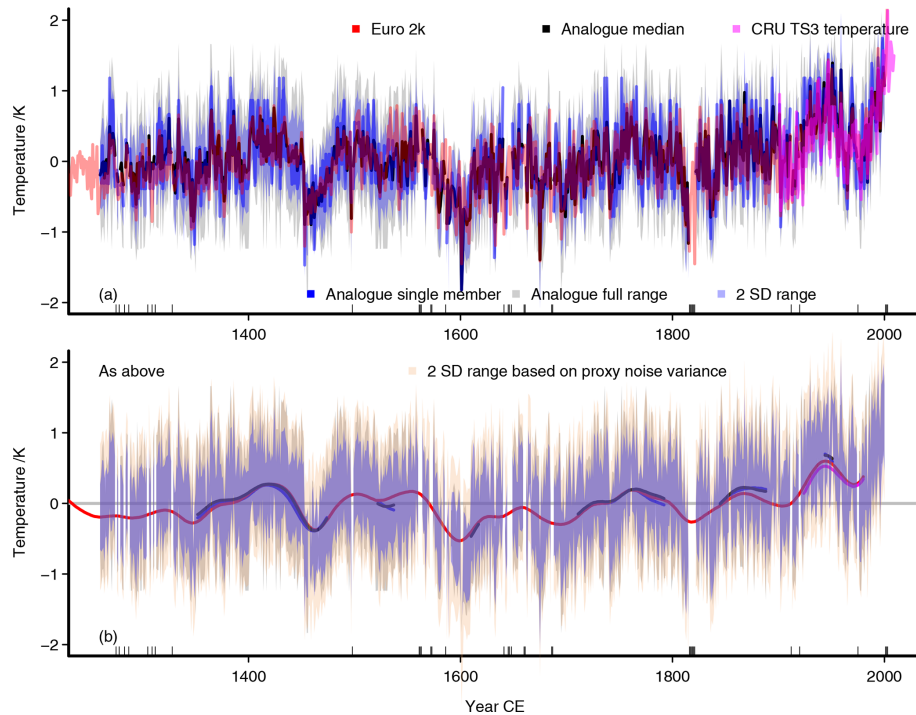 2
Euro 2k
Analogue median
CRU TS3 temperature
1
0
−1
−2
Temperature /K
(a)
Analogue single member
Analogue full range
2 SD range
1400
1600
1800
2000
2
As above
2 SD range based on proxy noise variance
1
0
−1
−2
Temperature /K
(b)
1400
1600
1800
2000
Year CE